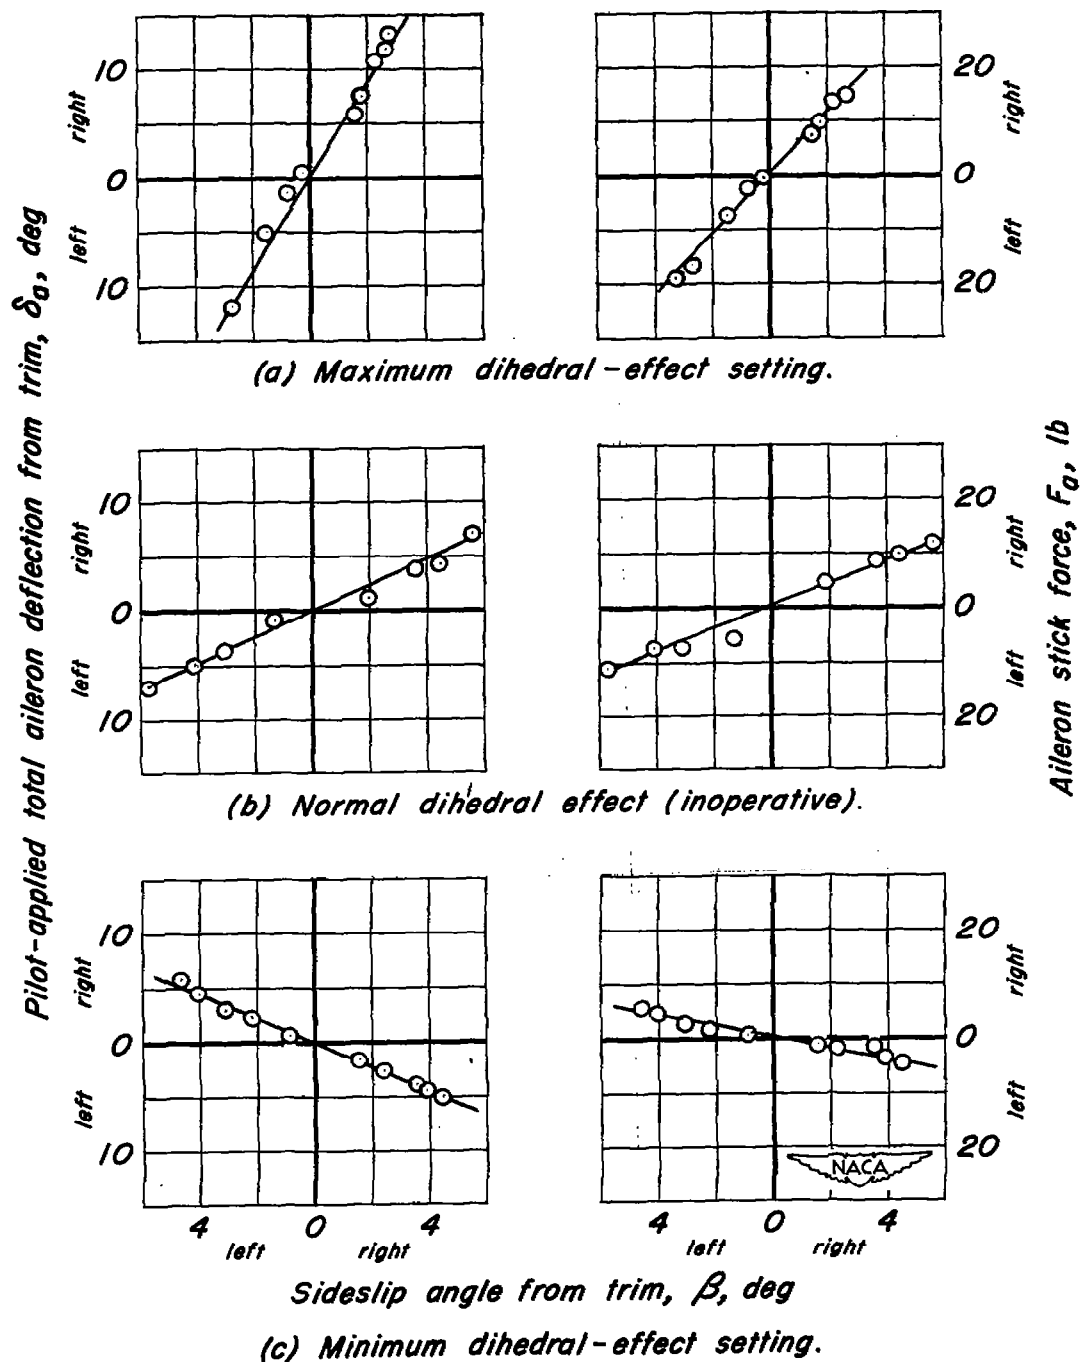 Pilot-applied total aileron deflection from trim, δa, deg
right
left
10
0
10
20
0
20
right
left
Aileron stick force, Fa, lb
(a) Maximum dihedral-effect setting.
right
left
10
0
10
20
0
20
right
left
(b) Normal dihedral effect (inoperative).
right
left
10
0
10
20
0
20
right
left
NACA
4 0 4
left right
4 0 4
left right
Sideslip angle from trim, β, deg
(c) Minimum dihedral-effect setting.